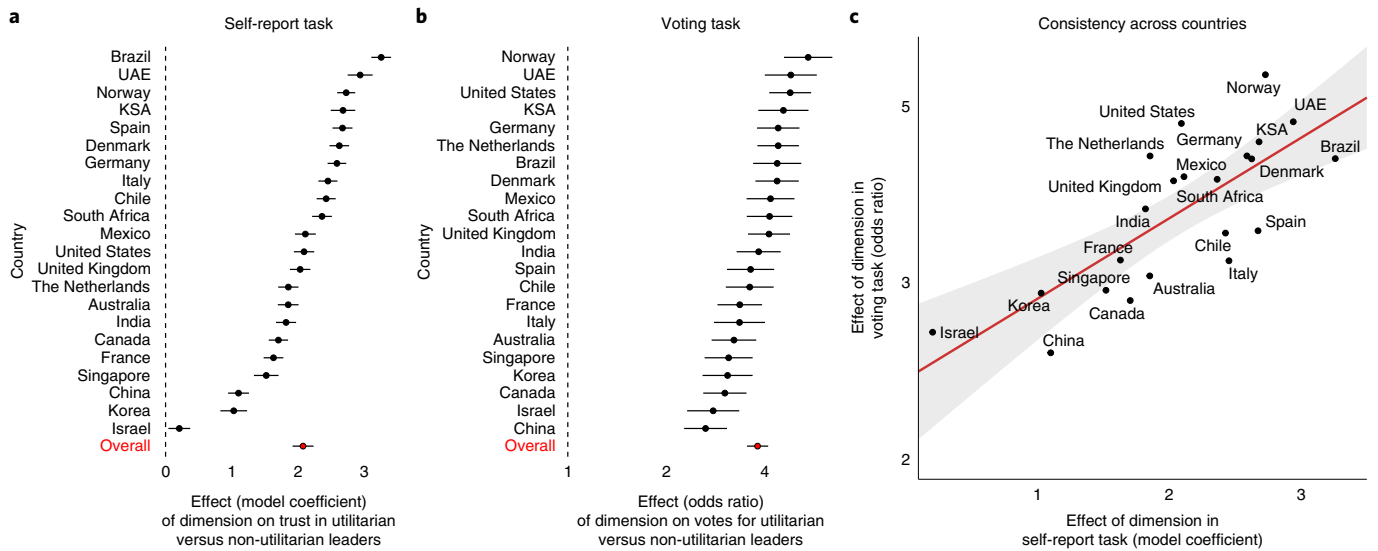 a
Self-report task
Country
Brazil
UAE
Norway
KSA
Spain
Denmark
Germany
Italy
Chile
South Africa
Mexico
United States
United Kingdom
The Netherlands
Australia
India
Canada
France
Singapore
China
Korea
Israel
Overall
0 1 2 3
Effect (model coefficient)
of dimension on trust in utilitarian
versus non-utilitarian leaders
b
Voting task
Country
Norway
UAE
United States
KSA
Germany
The Netherlands
Brazil
Denmark
Mexico
South Africa
United Kingdom
India
Spain
Chile
France
Italy
Australia
Singapore
Korea
Canada
Israel
China
Overall
1 2 4
Effect (odds ratio)
of dimension on votes for utilitarian
versus non-utilitarian leaders
c
Consistency across countries
Effect of dimension in
voting task (odds ratio)
5
3
2
Norway
UAE
United States
KSA
Germany
The Netherlands
Brazil
Mexico
Denmark
United Kingdom
South Africa
India
Spain
Chile
France
Italy
Singapore
Australia
Korea
Canada
Israel
China
1 2 3
Effect of dimension in
self-report task (model coefficient)